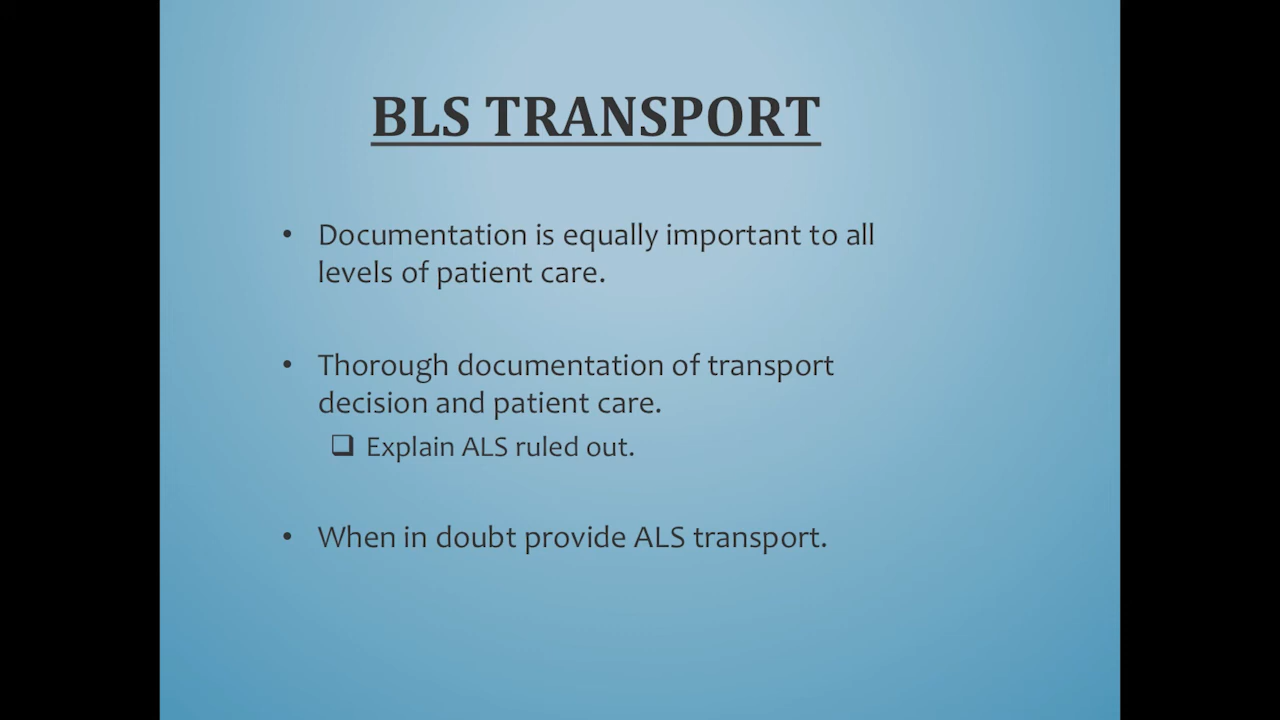 BLS TRANSPORT
• Documentation is equally important to all
levels of patient care.
• Thorough documentation of transport
decision and patient care.
❑ Explain ALS ruled out.
• When in doubt provide ALS transport.